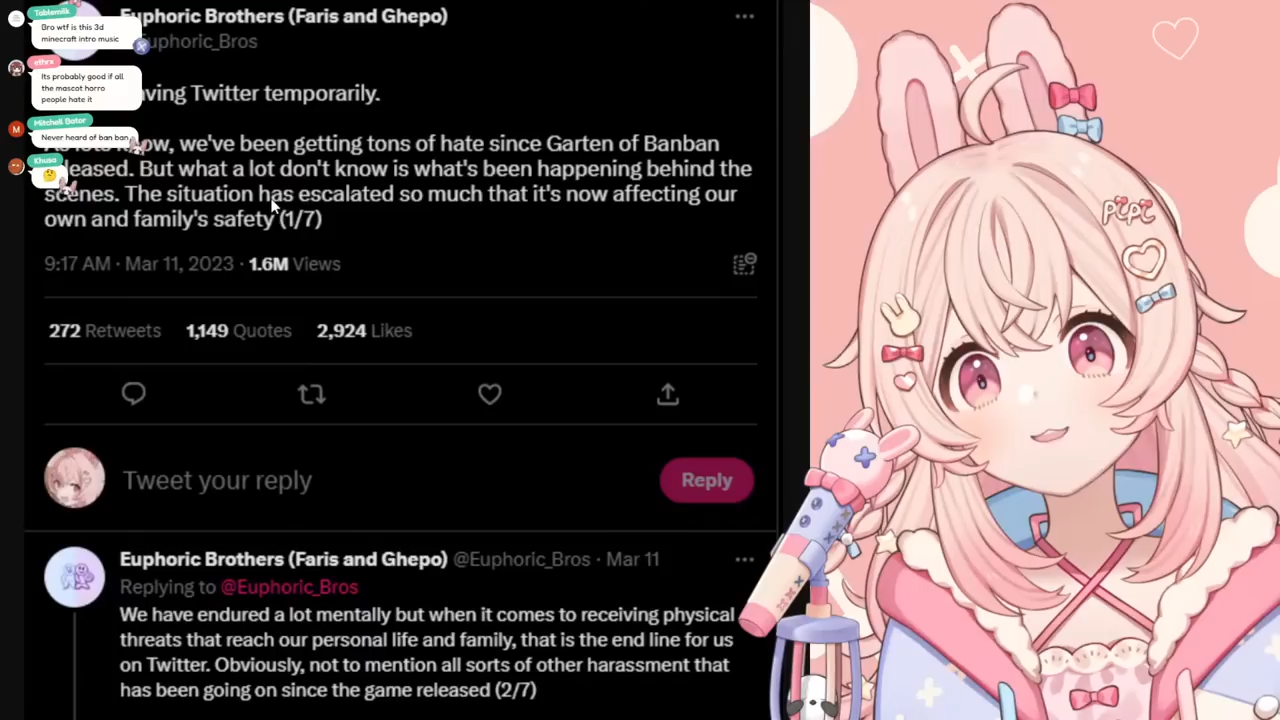 Tablemilk
Bro wtf is this 3d
minecraft intro music
ethrx
Its probably good if all
the mascot horro
people hate it
Mitchell Bator
Never heard of ban ban
Khusa
Euphoric Brothers (Faris and Ghepo)
Euphoric_Bros
ving Twitter temporarily.
ow, we've been getting tons of hate since Garten of Banban
eased. But what a lot don't know is what's been happening behind the
scenes. The situation has escalated so much that it's now affecting our
own and family's safety (1/7)
9:17 AM · Mar 11, 2023 · 1.6M Views
272 Retweets 1,149 Quotes 2,924 Likes
Tweet your reply
Reply
Euphoric Brothers (Faris and Ghepo) @Euphoric_Bros · Mar 11
Replying to @Euphoric_Bros
We have endured a lot mentally but when it comes to receiving physical
threats that reach our personal life and family, that is the end line for us
on Twitter. Obviously, not to mention all sorts of other harassment that
has been going on since the game released (2/7)
PiPi